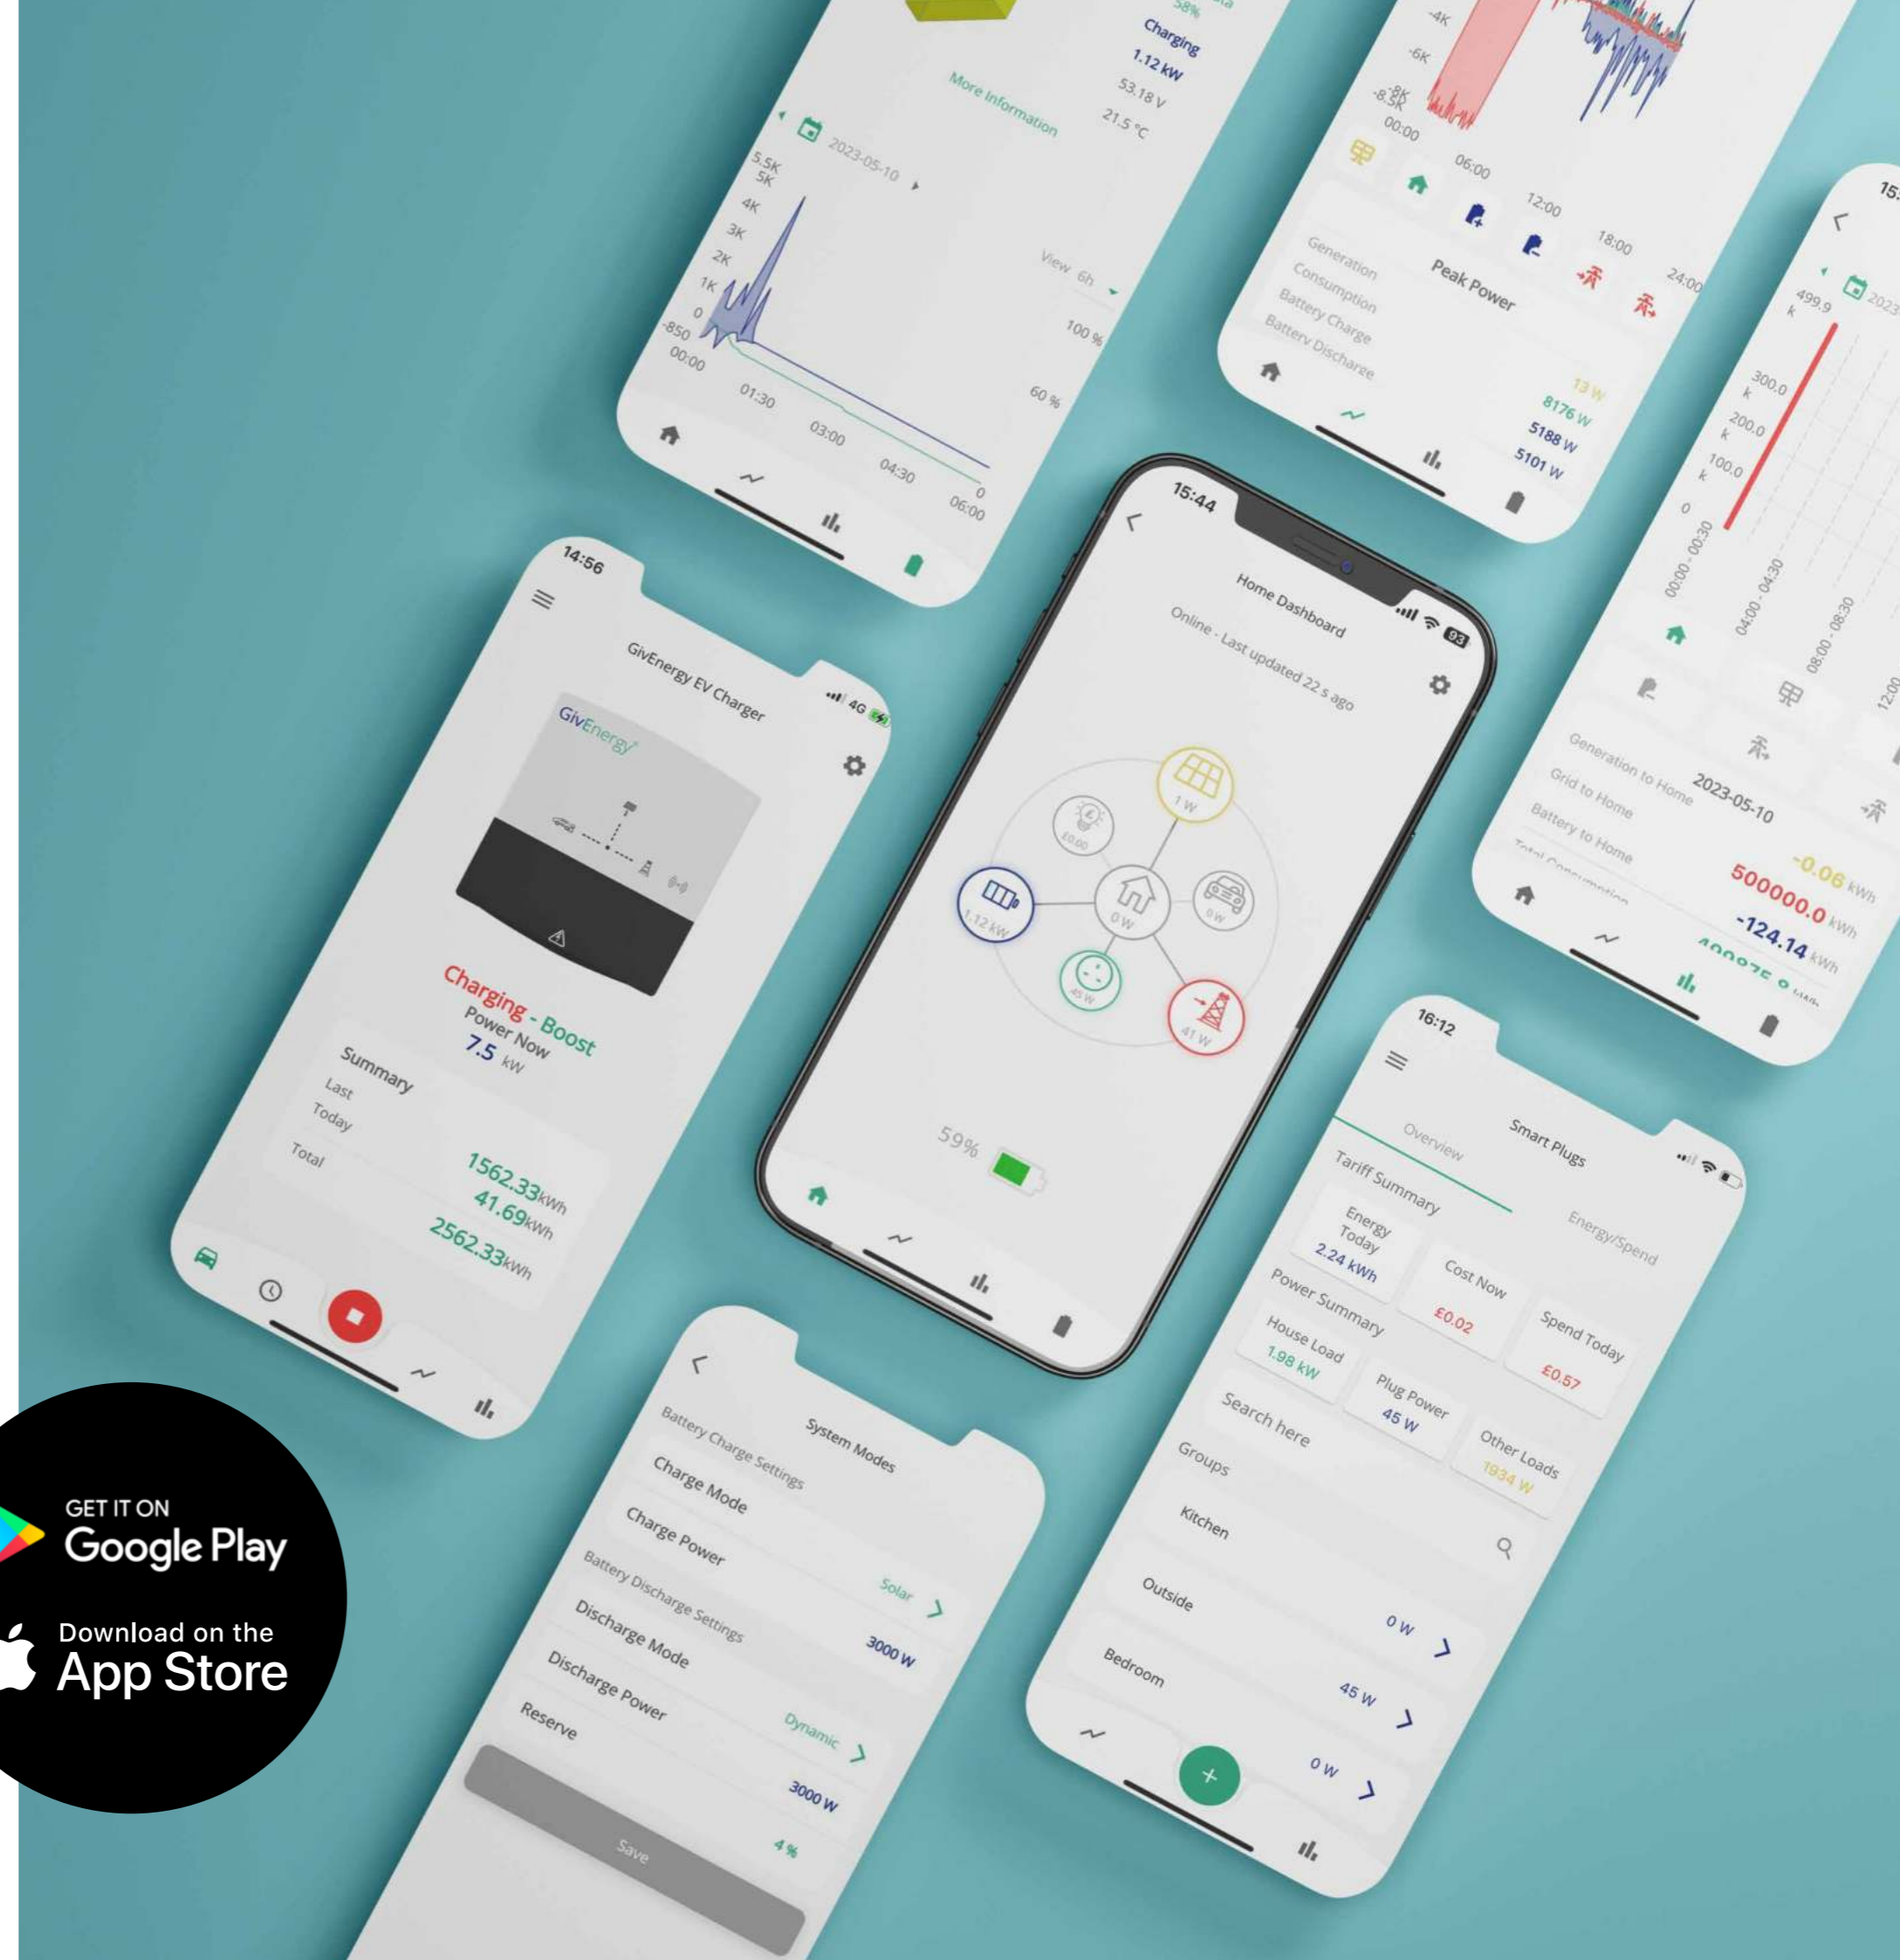 58%
Charging
1.12 kW
53.18 V
21.5 °C
More Information
2023-05-10
5.5K
5K
4K
3K
2K
1K
0
-850
00:00
01:30
03:00
04:30
06:00
View 6h
100 %
60 %
0
-4K
-6K
-8K
-8.5K
00:00
06:00
12:00
18:00
24:00
Peak Power
Generation
13 W
Consumption
8176 W
Battery Charge
5188 W
Battery Discharge
5101 W
15:
2023
499.9
k
300.0
k
200.0
k
100.0
k
0
00:00 - 00:30
04:00 - 04:30
08:00 - 08:30
12:00
2023-05-10
Generation to Home
-0.06 kWh
Grid to Home
500000.0 kWh
Battery to Home
-124.14 kWh
Total Consumption
14:56
4G
GivEnergy EV Charger
GivEnergy
Charging - Boost
Power Now
7.5 kW
Summary
Last
1562.33kWh
Today
41.69kWh
Total
2562.33kWh
15:44
93
Home Dashboard
Online - Last updated 22 s ago
1 W
£0.00
1.12 kW
0 W
0 W
45 W
41 W
59%
16:12
Smart Plugs
Overview
Energy/Spend
Tariff Summary
Energy
Today
2.24 kWh
Cost Now
£0.02
Spend Today
£0.57
Power Summary
House Load
1.98 kW
Plug Power
45 W
Other Loads
1934 W
Search here
Groups
Kitchen
0 W
Outside
45 W
Bedroom
0 W
System Modes
Battery Charge Settings
Charge Mode
Solar
Charge Power
3000 W
Battery Discharge Settings
Discharge Mode
Dynamic
Discharge Power
3000 W
Reserve
4 %
Save
GET IT ON
Google Play
Download on the
App Store